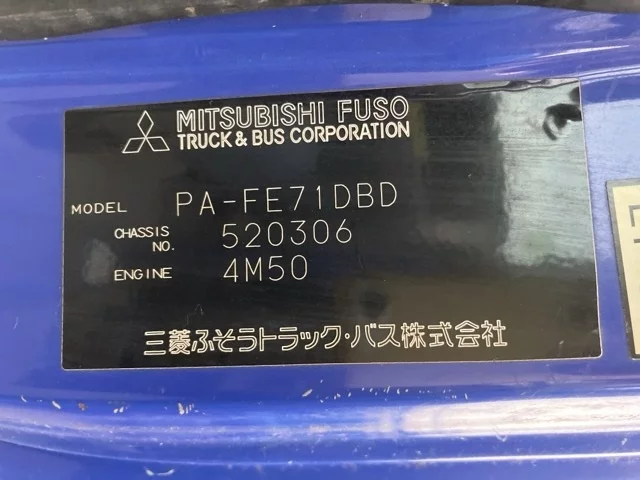 MITSUBISHI FUSO
TRUCK & BUS CORPORATION
MODEL PA-FE71DBD
CHASSIS NO. 520306
ENGINE 4M50
三菱ふそうトラック・バス株式会社